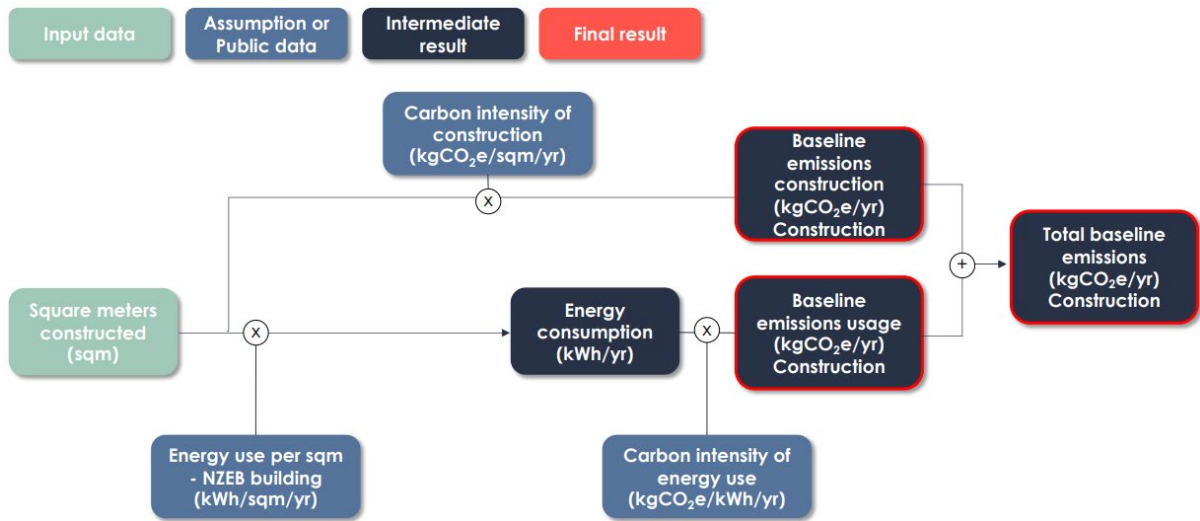 Input data
Assumption or
Public data
Intermediate
result
Final result
Carbon intensity of
construction
(kgCO₂e/sqm/yr)
X
Baseline
emissions
construction
(kgCO₂e/yr)
Construction
Total baseline
emissions
(kgCO₂e/yr)
Construction
+
Square meters
constructed
(sqm)
X
Energy
consumption
(kWh/yr)
X
Baseline
emissions usage
(kgCO₂e/yr)
Construction
Energy use per sqm
- NZEB building
(kWh/sqm/yr)
Carbon intensity of
energy use
(kgCO₂e/kWh/yr)